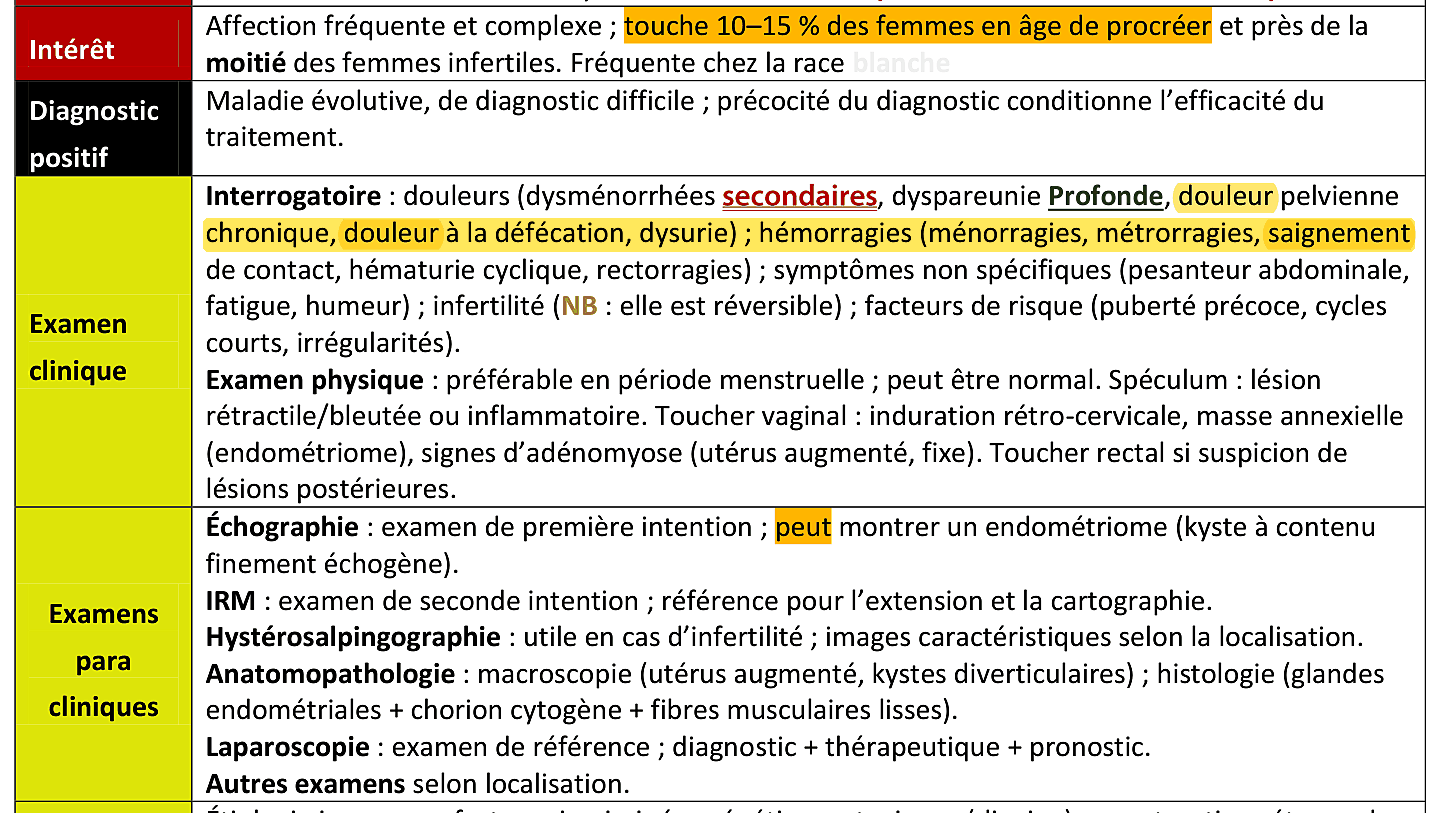 Intérêt
Affection fréquente et complexe ; touche 10–15 % des femmes en âge de procréer et près de la
moitié des femmes infertiles. Fréquente chez la race blanche
Diagnostic
positif
Maladie évolutive, de diagnostic difficile ; précocité du diagnostic conditionne l’efficacité du
traitement.
Examen
clinique
Interrogatoire : douleurs (dysménorrhées secondaires, dyspareunie Profonde, douleur pelvienne
chronique, douleur à la défécation, dysurie) ; hémorragies (ménorragies, métrorragies, saignement
de contact, hématurie cyclique, rectorragies) ; symptômes non spécifiques (pesanteur abdominale,
fatigue, humeur) ; infertilité (NB : elle est réversible) ; facteurs de risque (puberté précoce, cycles
courts, irrégularités).
Examen physique : préférable en période menstruelle ; peut être normal. Spéculum : lésion
rétractile/bleutée ou inflammatoire. Toucher vaginal : induration rétro-cervicale, masse annexielle
(endométriome), signes d’adénomyose (utérus augmenté, fixe). Toucher rectal si suspicion de
lésions postérieures.
Examens
para
cliniques
Échographie : examen de première intention ; peut montrer un endométriome (kyste à contenu
finement échogène).
IRM : examen de seconde intention ; référence pour l’extension et la cartographie.
Hystérosalpingographie : utile en cas d’infertilité ; images caractéristiques selon la localisation.
Anatomopathologie : macroscopie (utérus augmenté, kystes diverticulaires) ; histologie (glandes
endométriales + chorion cytogène + fibres musculaires lisses).
Laparoscopie : examen de référence ; diagnostic + thérapeutique + pronostic.
Autres examens selon localisation.